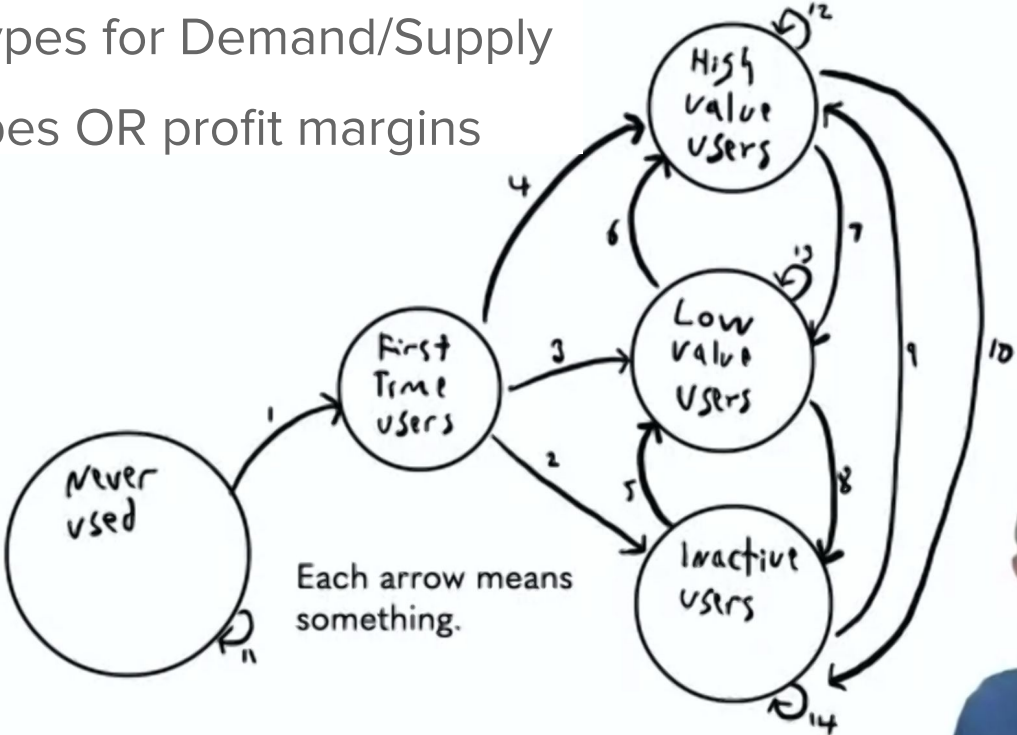 ypes for Demand/Supply
pes OR profit margins
12
High
value
users
4
6
7
13
Low
value
users
First
Time
users
3
9
10
1
2
5
8
Never
used
Inactive
users
Each arrow means
something.
11
14